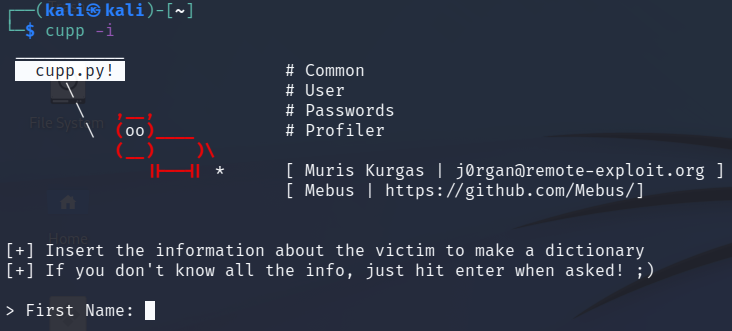 ┌──(kali㉿kali)-[~]
└─$ cupp -i
cupp.py! # Common
\ # User
\ ,__, # Passwords
\ (oo)____ # Profiler
(__) )\
||--|| * [ Muris Kurgas | j0rgan@remote-exploit.org ]
[ Mebus | https://github.com/Mebus/]
File System
Home
[+] Insert the information about the victim to make a dictionary
[+] If you don't know all the info, just hit enter when asked! ;)
> First Name: